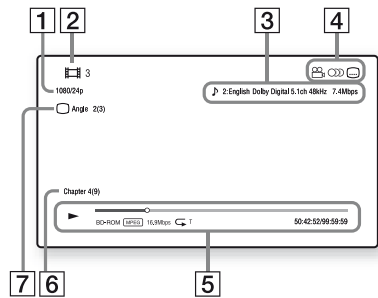 1 2 3 4
3
1080/24p
2:English Dolby Digital 5.1ch 48kHz 7.4Mbps
Angle 2(3)
Chapter 4(9)
BD-ROM MPEG 16.9Mbps T 50:42:52/99:59:59
7 6 5